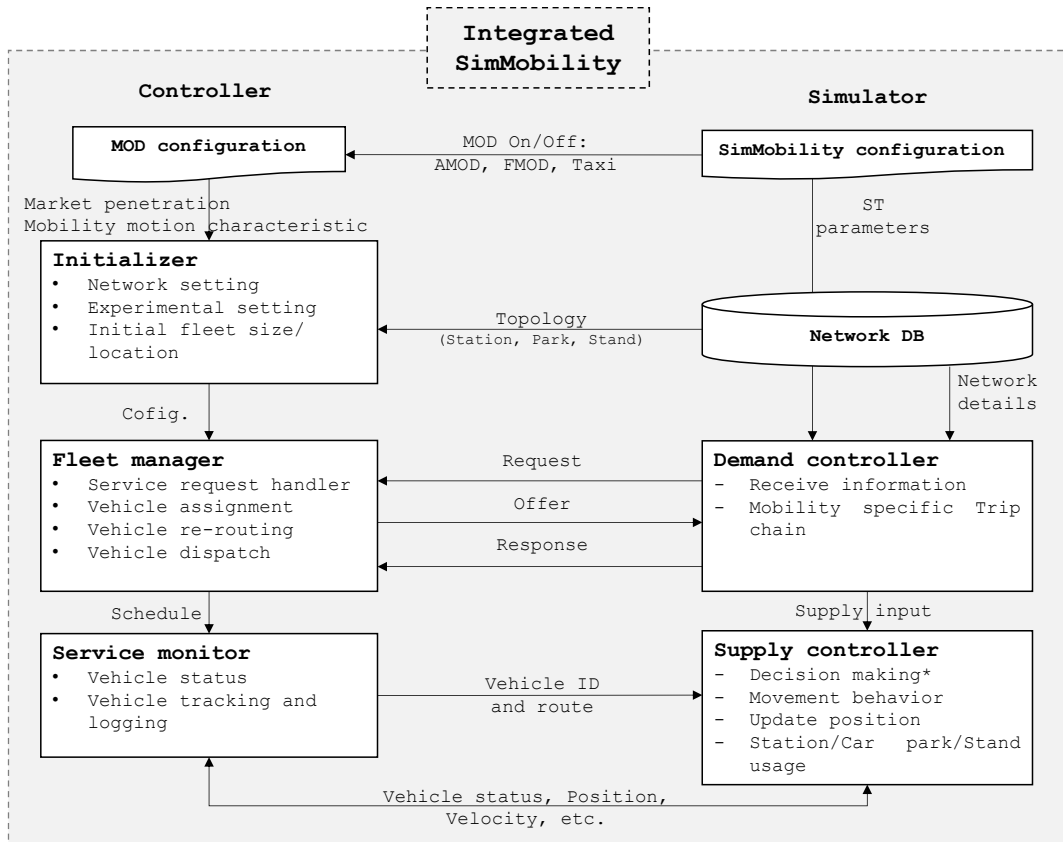 Integrated
SimMobility
Controller
Simulator
MOD configuration
MOD On/Off:
AMOD, FMOD, Taxi
SimMobility configuration
Market penetration
Mobility motion characteristic
ST
parameters
Initializer
• Network setting
• Experimental setting
• Initial fleet size/
location
Topology
(Station, Park, Stand)
Network DB
Cofig.
Network
details
Fleet manager
• Service request handler
• Vehicle assignment
• Vehicle re-routing
• Vehicle dispatch
Request
Offer
Response
Demand controller
- Receive information
- Mobility specific Trip
chain
Schedule
Supply input
Service monitor
• Vehicle status
• Vehicle tracking and
logging
Vehicle ID
and route
Supply controller
- Decision making*
- Movement behavior
- Update position
- Station/Car park/Stand
usage
Vehicle status, Position,
Velocity, etc.